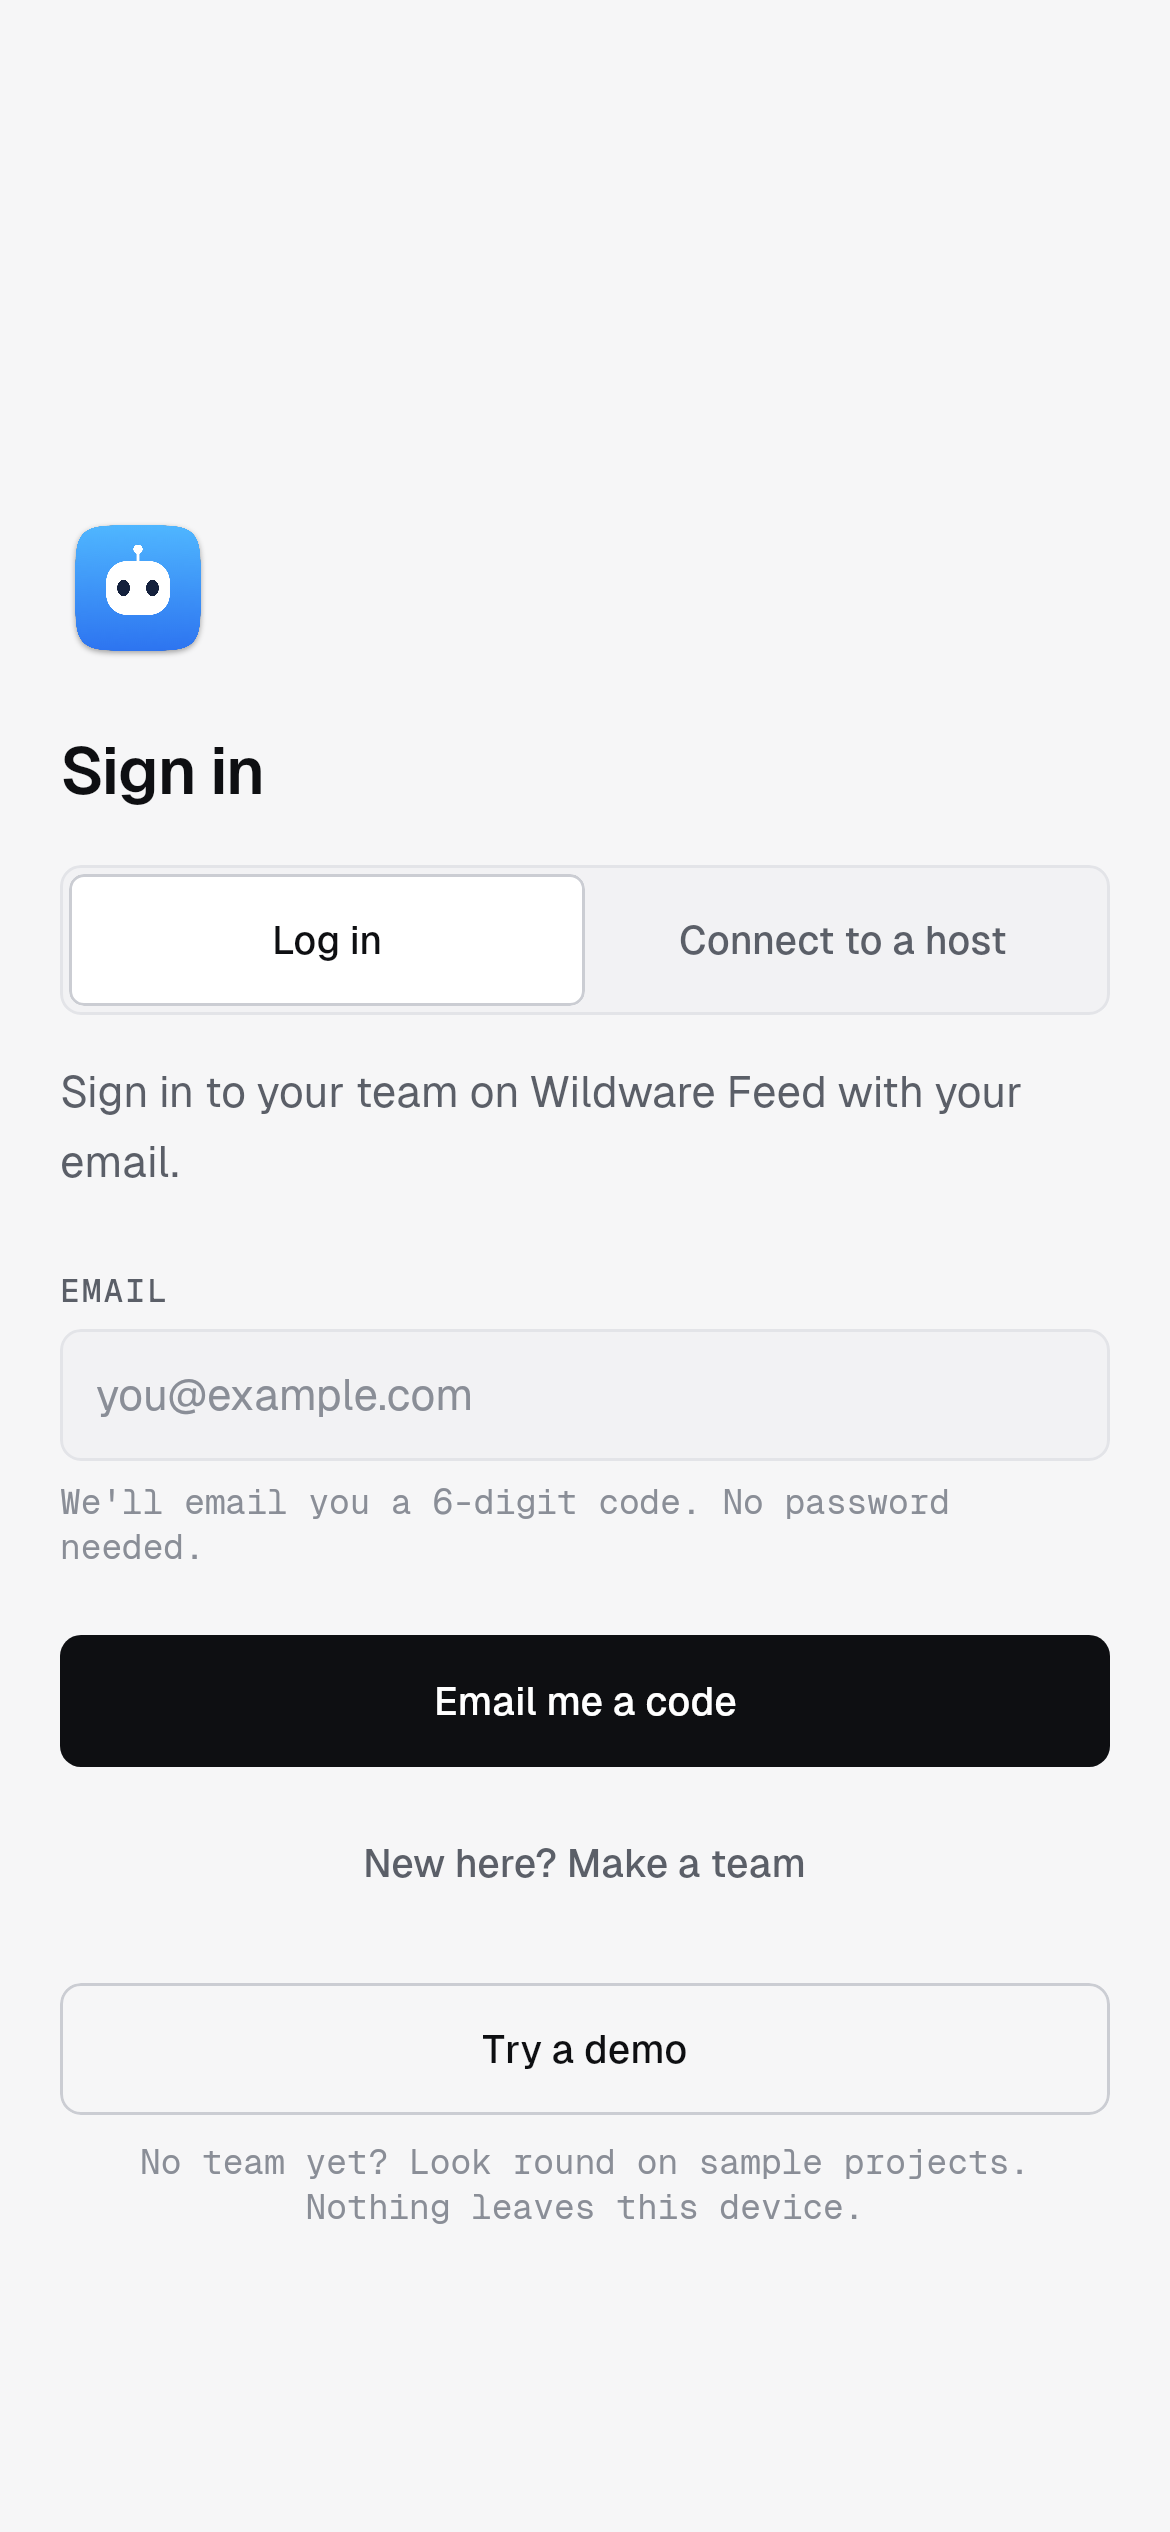 Sign in
Log in
Connect to a host
Sign in to your team on Wildware Feed with your
email.
EMAIL
you@example.com
We'll email you a 6-digit code. No password
needed.
Email me a code
New here? Make a team
Try a demo
No team yet? Look round on sample projects.
Nothing leaves this device.